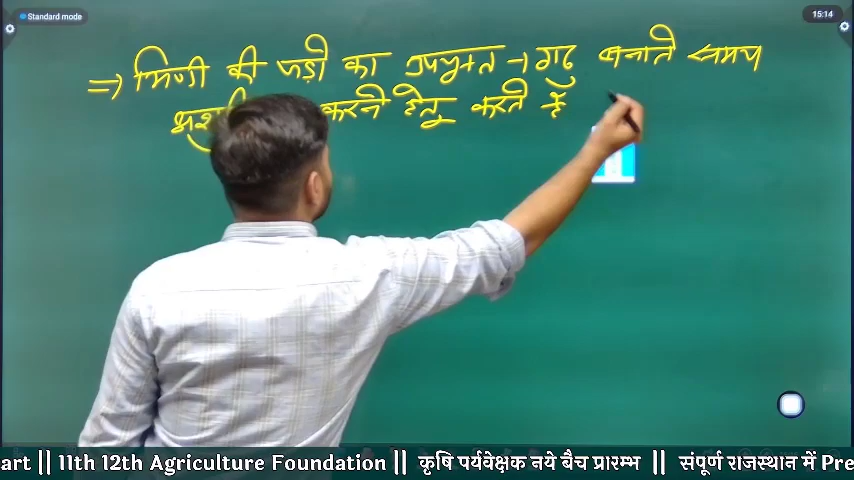 Standard mode
15:14
=> भिण्डी की जड़ो का उपयोग → गुड़ बनाते समय
करने हेतु करते है
art || 11th 12th Agriculture Foundation || कृषि पर्यवेक्षक नये बैच प्रारम्भ || संपूर्ण राजस्थान में Pre